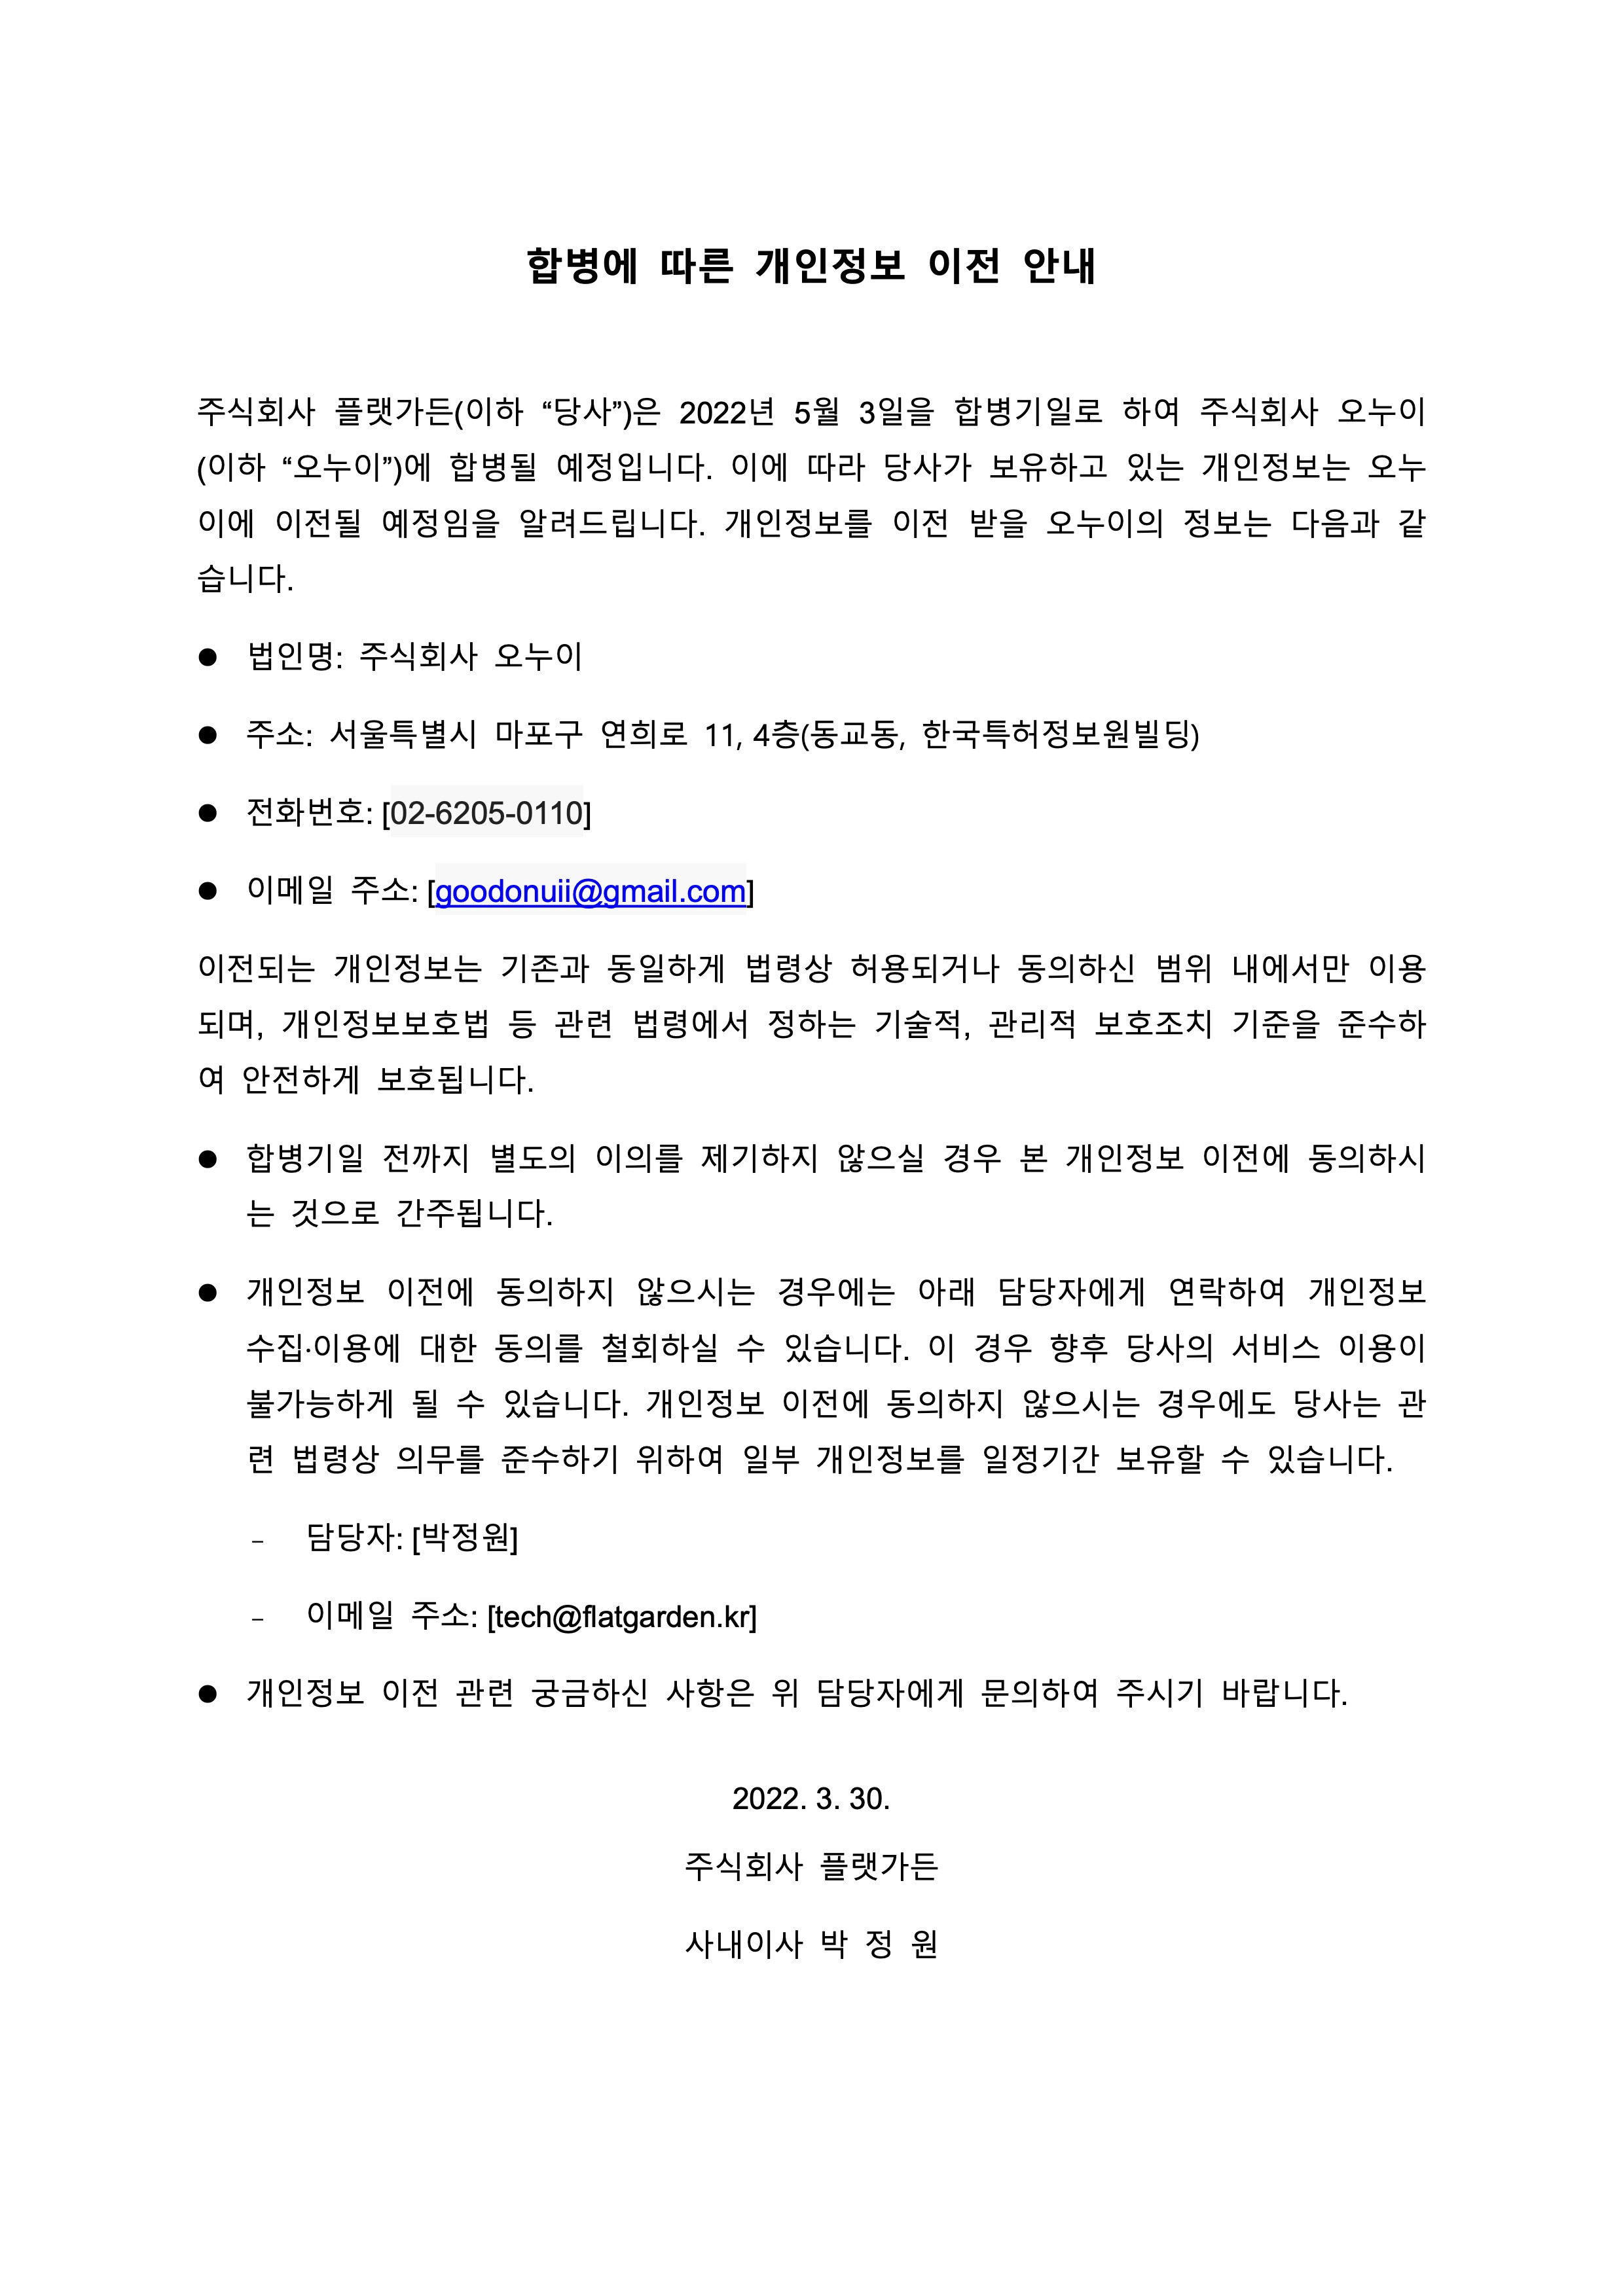 합병에 따른 개인정보 이전 안내
주식회사 플랫가든(이하 “당사”)은 2022년 5월 3일을 합병기일로 하여 주식회사 오누이
(이하 “오누이”)에 합병될 예정입니다. 이에 따라 당사가 보유하고 있는 개인정보는 오누
이에 이전될 예정임을 알려드립니다. 개인정보를 이전 받을 오누이의 정보는 다음과 같
습니다.
● 법인명: 주식회사 오누이
● 주소: 서울특별시 마포구 연희로 11, 4층(동교동, 한국특허정보원빌딩)
● 전화번호: [02-6205-0110]
● 이메일 주소: [goodonuii@gmail.com]
이전되는 개인정보는 기존과 동일하게 법령상 허용되거나 동의하신 범위 내에서만 이용
되며, 개인정보보호법 등 관련 법령에서 정하는 기술적, 관리적 보호조치 기준을 준수하
여 안전하게 보호됩니다.
● 합병기일 전까지 별도의 이의를 제기하지 않으실 경우 본 개인정보 이전에 동의하시
는 것으로 간주됩니다.
● 개인정보 이전에 동의하지 않으시는 경우에는 아래 담당자에게 연락하여 개인정보
수집·이용에 대한 동의를 철회하실 수 있습니다. 이 경우 향후 당사의 서비스 이용이
불가능하게 될 수 있습니다. 개인정보 이전에 동의하지 않으시는 경우에도 당사는 관
련 법령상 의무를 준수하기 위하여 일부 개인정보를 일정기간 보유할 수 있습니다.
– 담당자: [박정원]
– 이메일 주소: [tech@flatgarden.kr]
● 개인정보 이전 관련 궁금하신 사항은 위 담당자에게 문의하여 주시기 바랍니다.
2022. 3. 30.
주식회사 플랫가든
사내이사 박 정 원